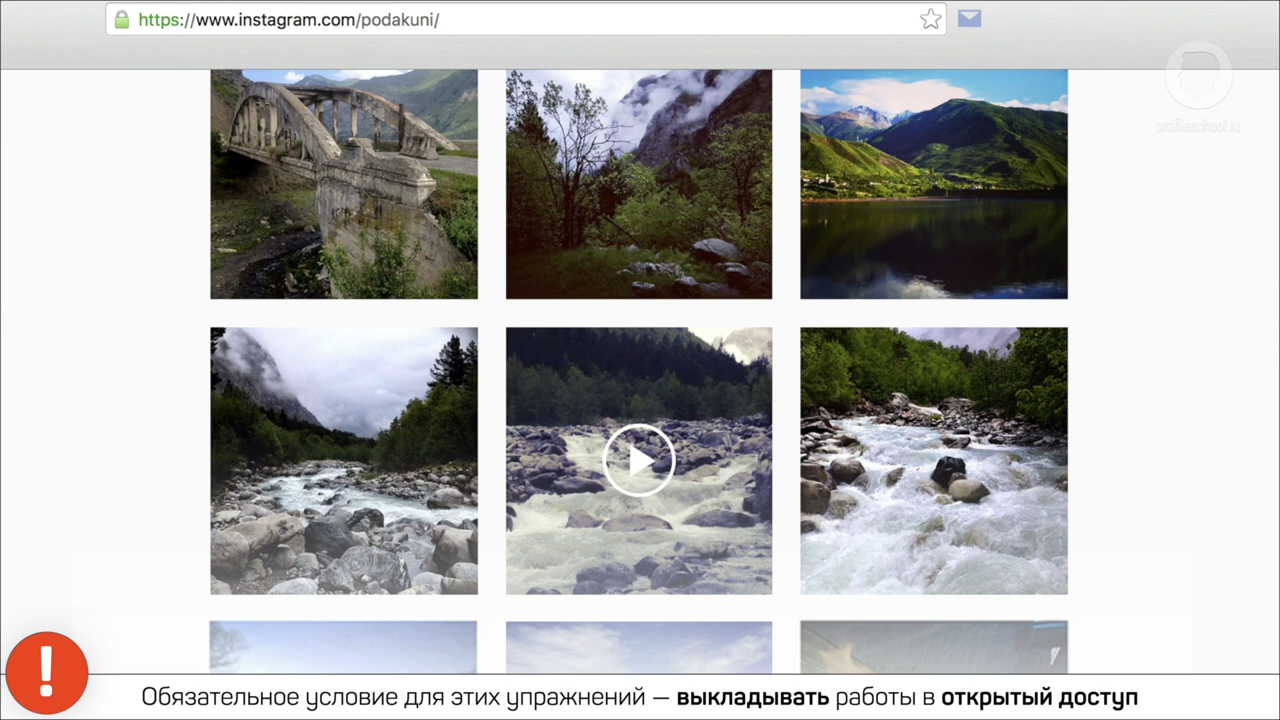 https://www.instagram.com/podakuni/
profileschool.ru
!
Обязательное условие для этих упражнений — выкладывать работы в открытый доступ